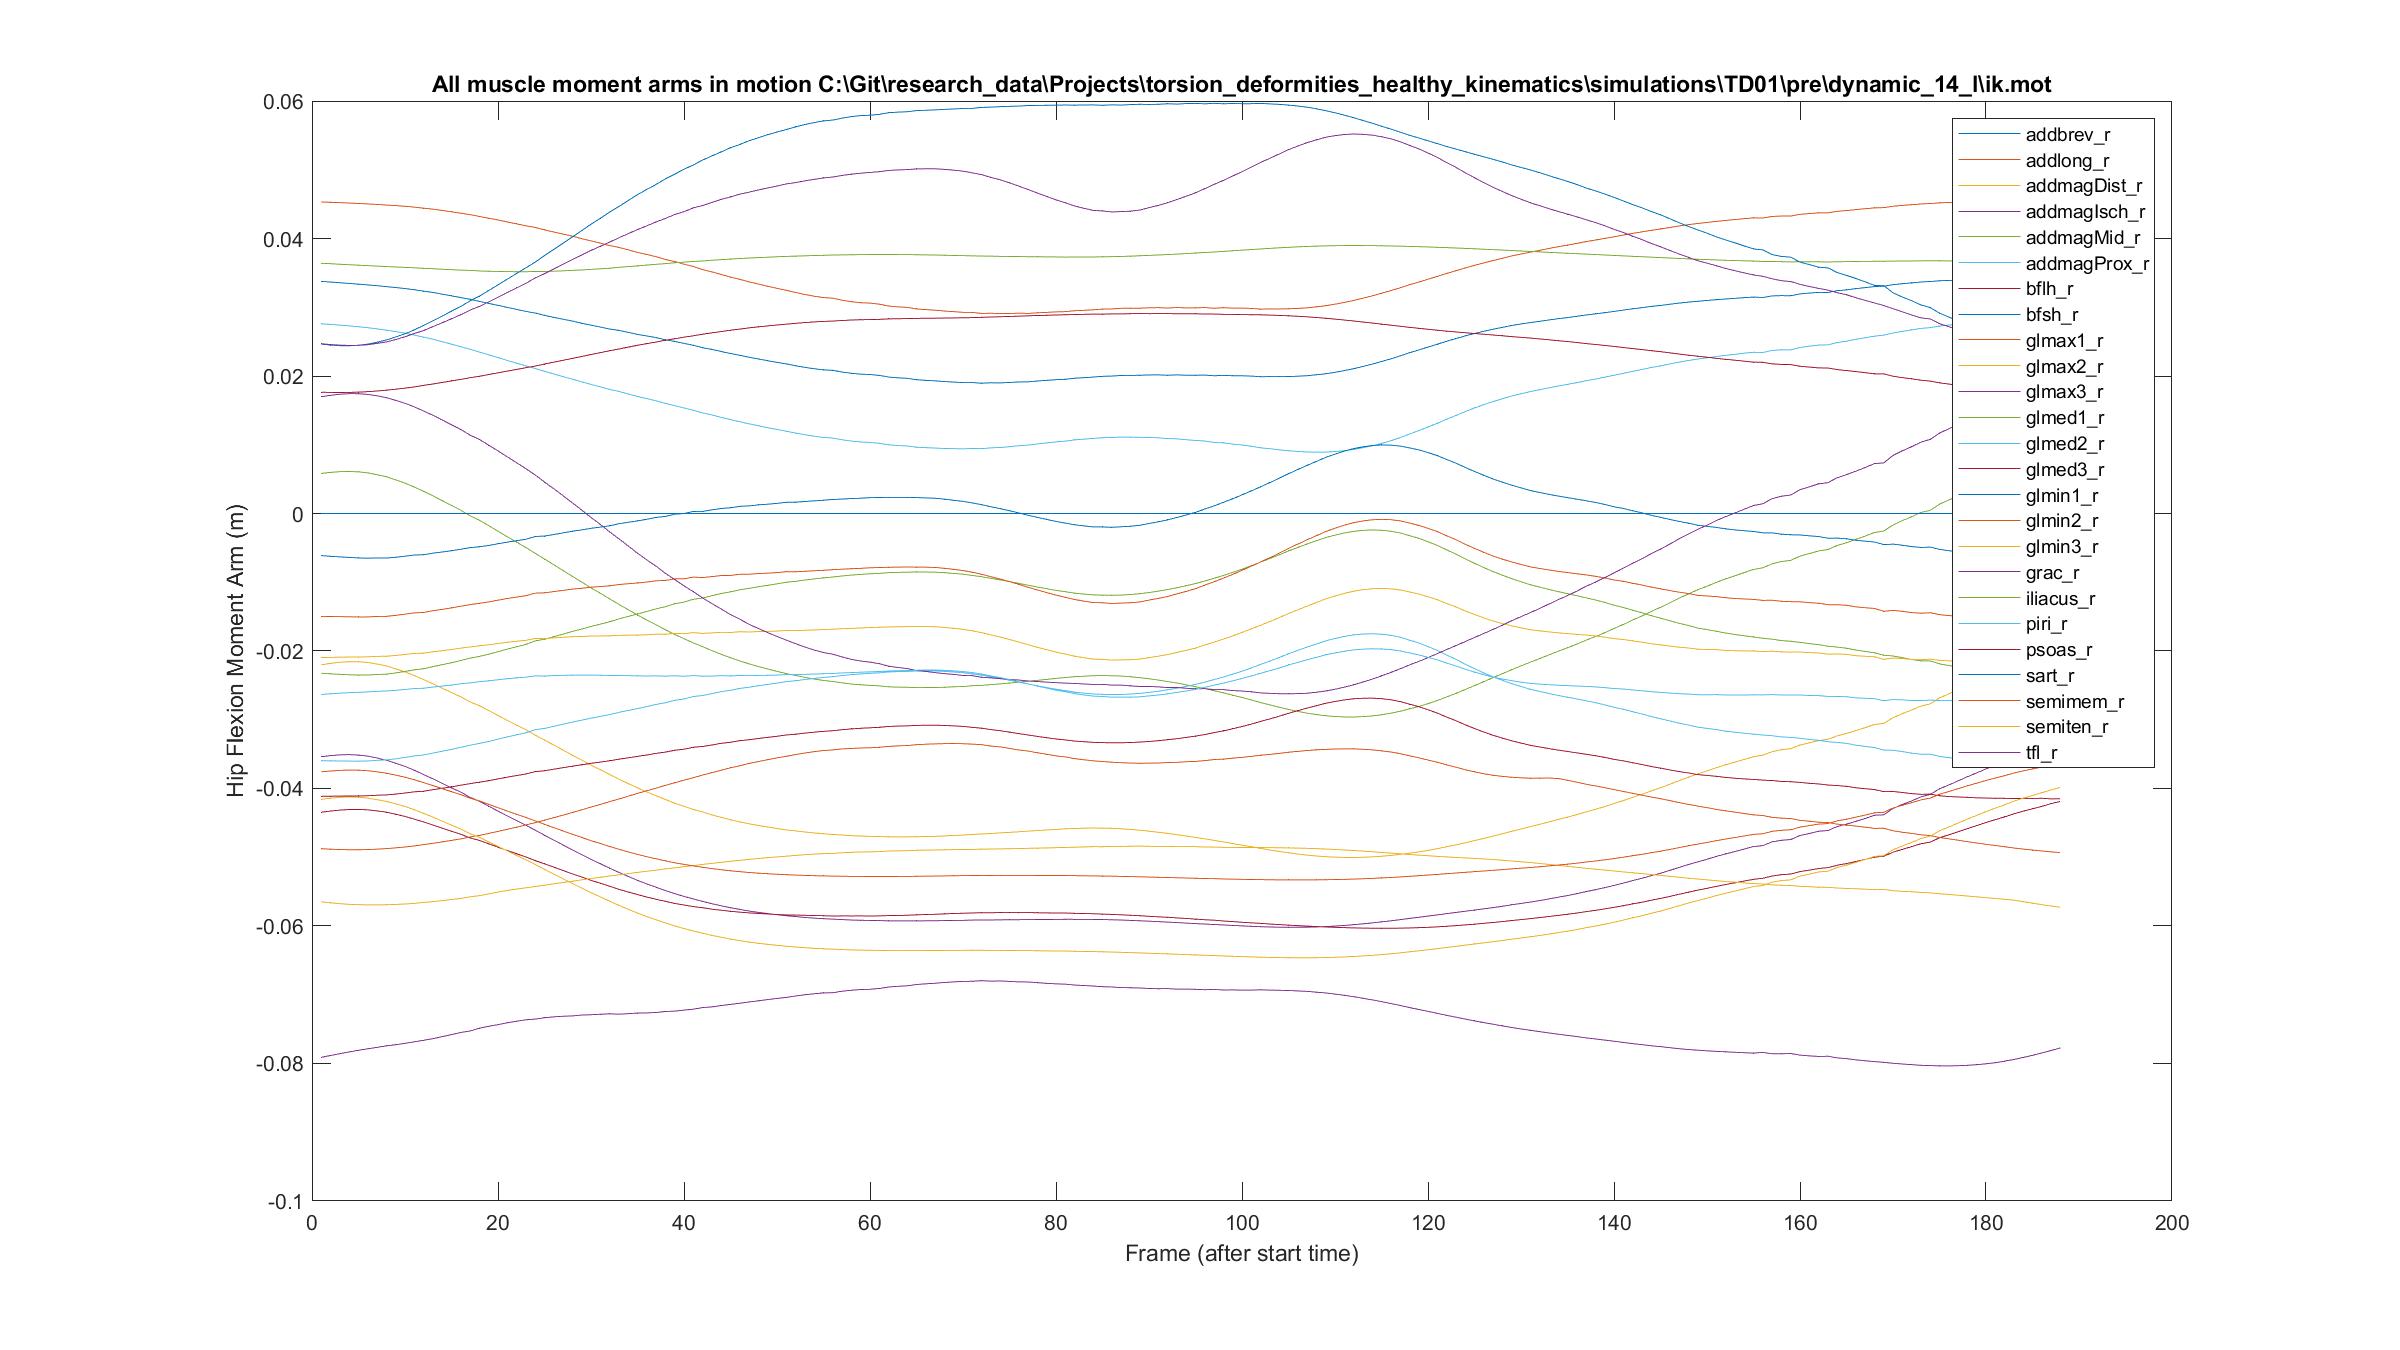 All muscle moment arms in motion C:\Git\research_data\Projects\torsion_deformities_healthy_kinematics\simulations\TD01\pre\dynamic_14_l\ik.mot
0.06
0.04
0.02
0
-0.02
-0.04
-0.06
-0.08
-0.1
Hip Flexion Moment Arm (m)
addbrev_r
addlong_r
addmagDist_r
addmagIsch_r
addmagMid_r
addmagProx_r
bflh_r
bfsh_r
glmax1_r
glmax2_r
glmax3_r
glmed1_r
glmed2_r
glmed3_r
glmin1_r
glmin2_r
glmin3_r
grac_r
iliacus_r
piri_r
psoas_r
sart_r
semimem_r
semiten_r
tfl_r
0 20 40 60 80 100 120 140 160 180 200
Frame (after start time)